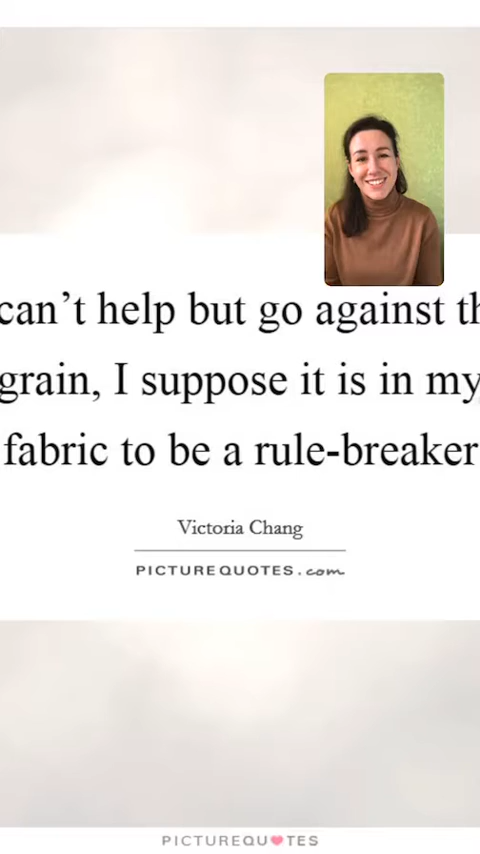 can’t help but go against th
grain, I suppose it is in my
fabric to be a rule-breaker
Victoria Chang
PICTUREQUOTES.com
PICTUREQUOTES